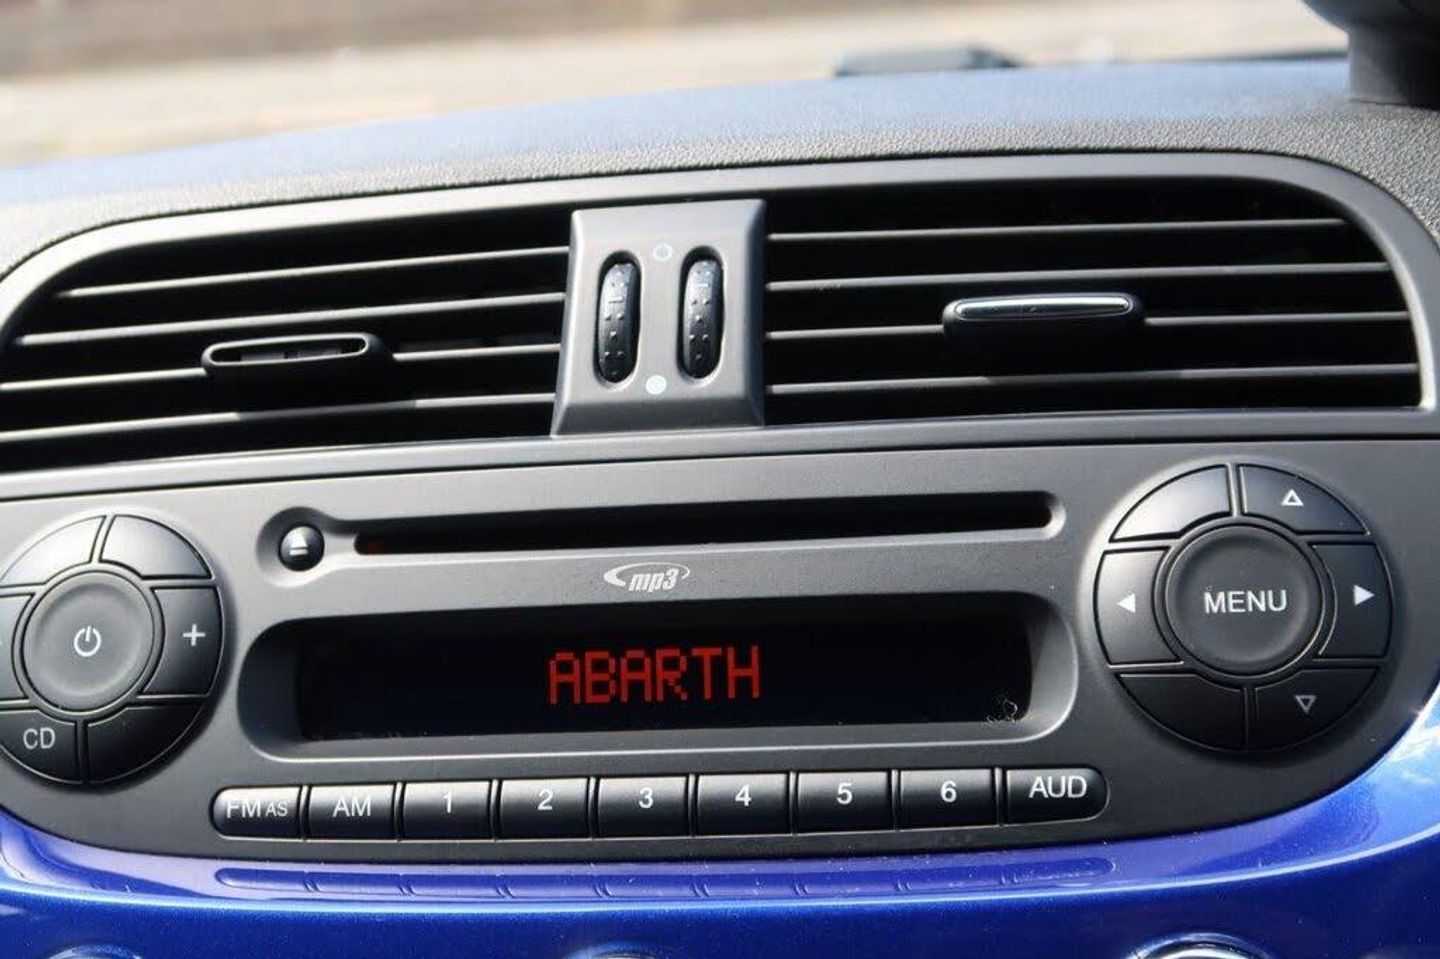 mp3
ABARTH
MENU
+
CD
FM AS AM 1 2 3 4 5 6 AUD